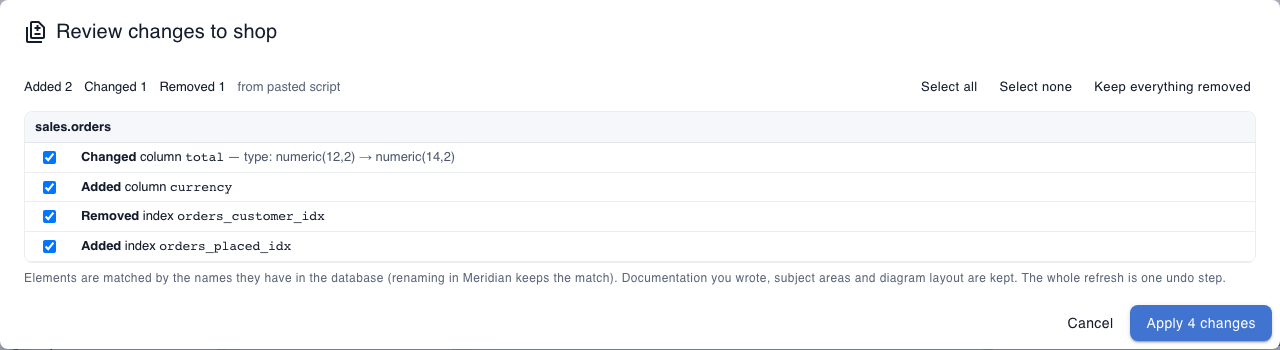 Review changes to shop
Added 2 Changed 1 Removed 1 from pasted script Select all Select none Keep everything removed
sales.orders
Changed column total — type: numeric(12,2) → numeric(14,2)
Added column currency
Removed index orders_customer_idx
Added index orders_placed_idx
Elements are matched by the names they have in the database (renaming in Meridian keeps the match). Documentation you wrote, subject areas and diagram layout are kept. The whole refresh is one undo step.
Cancel Apply 4 changes